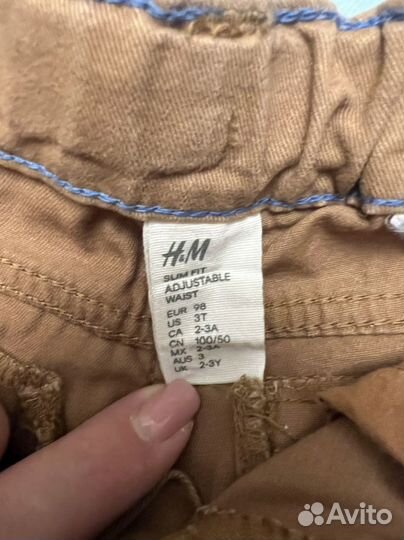 H&M
SLIM FIT
ADJUSTABLE
WAIST
EUR 98
US 3T
CA 2-3A
CN 100/50
MX 2-3A
AUS 3
UK 2-3Y
Avito